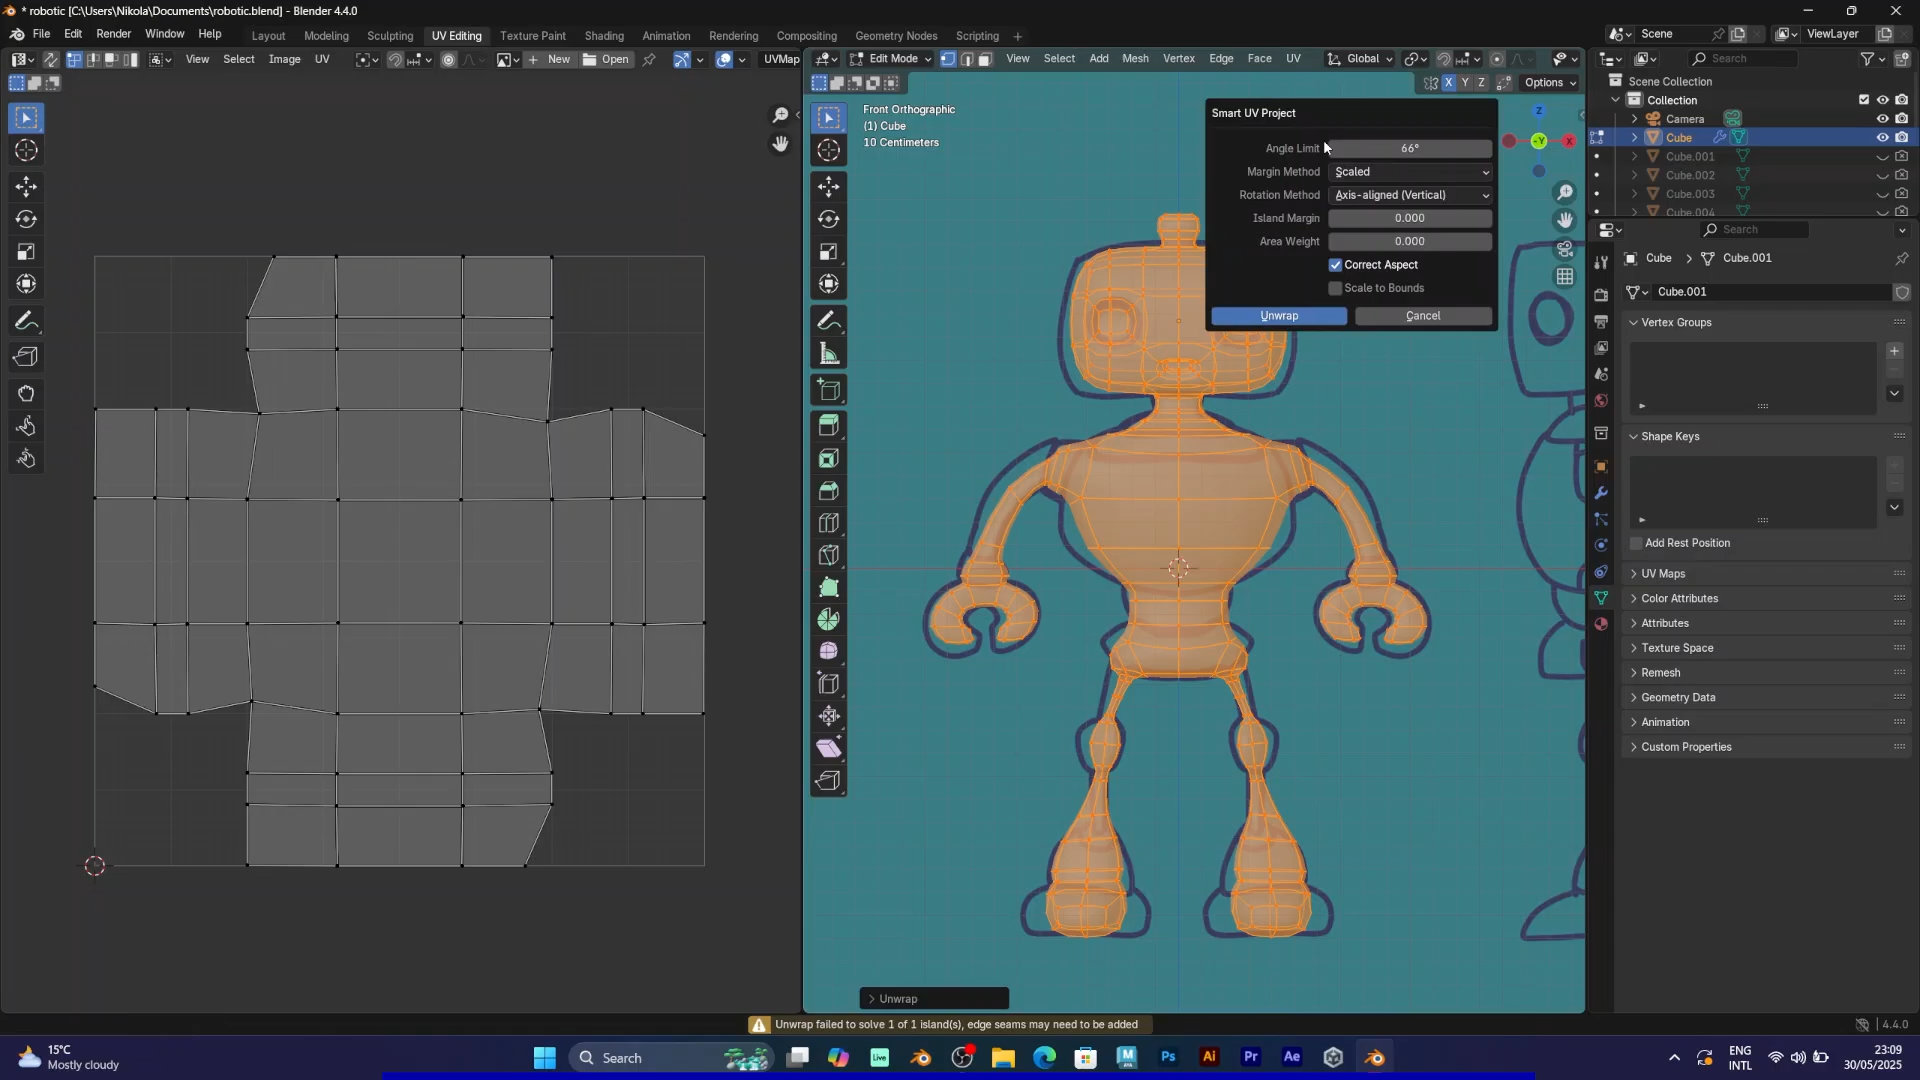 * robotic [C:\Users\Nikola\Documents\robotic.blend] - Blender 4.4.0
File Edit Render Window Help
Layout Modeling Sculpting UV Editing Texture Paint Shading Animation Rendering Compositing Geometry Nodes Scripting
Scene
ViewLayer
View Select Image UV
New
Open
UVMap
Edit Mode
View Select Add Mesh Vertex Edge Face UV
Global
Search
X Y Z
Options
Front Orthographic
(1) Cube
10 Centimeters
Smart UV Project
Angle Limit 66°
Margin Method Scaled
Rotation Method Axis-aligned (Vertical)
Island Margin 0.000
Area Weight 0.000
Correct Aspect
Scale to Bounds
Unwrap Cancel
Z
-Y
X
Scene Collection
Collection
Camera
Cube
Cube.001
Cube.002
Cube.003
Cube.004
Search
Cube Cube.001
Cube.001
Vertex Groups
Shape Keys
Add Rest Position
UV Maps
Color Attributes
Attributes
Texture Space
Remesh
Geometry Data
Animation
Custom Properties
Unwrap
Unwrap failed to solve 1 of 1 island(s), edge seams may need to be added
4.4.0
15°C
Mostly cloudy
Search
Live
M
Ps
Ai
Pr
Ae
ENG
INTL
23:09
30/05/2025